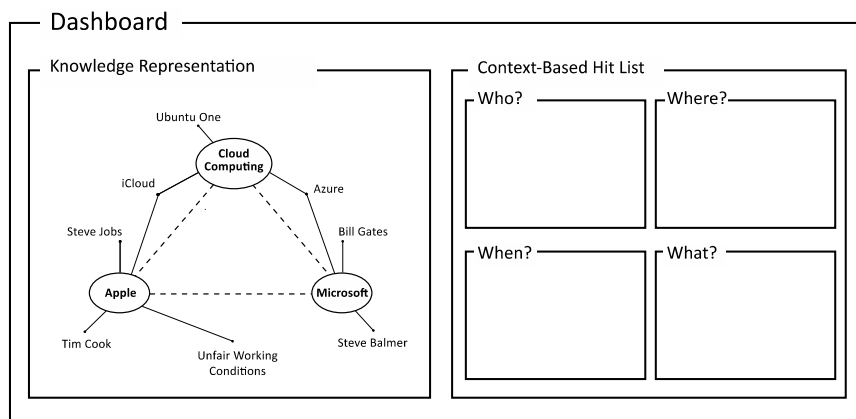 Dashboard
Knowledge Representation
Ubuntu One
Cloud
Computing
iCloud
Azure
Steve Jobs
Bill Gates
Apple
Microsoft
Tim Cook
Steve Balmer
Unfair Working
Conditions
Context-Based Hit List
Who?
Where?
When?
What?